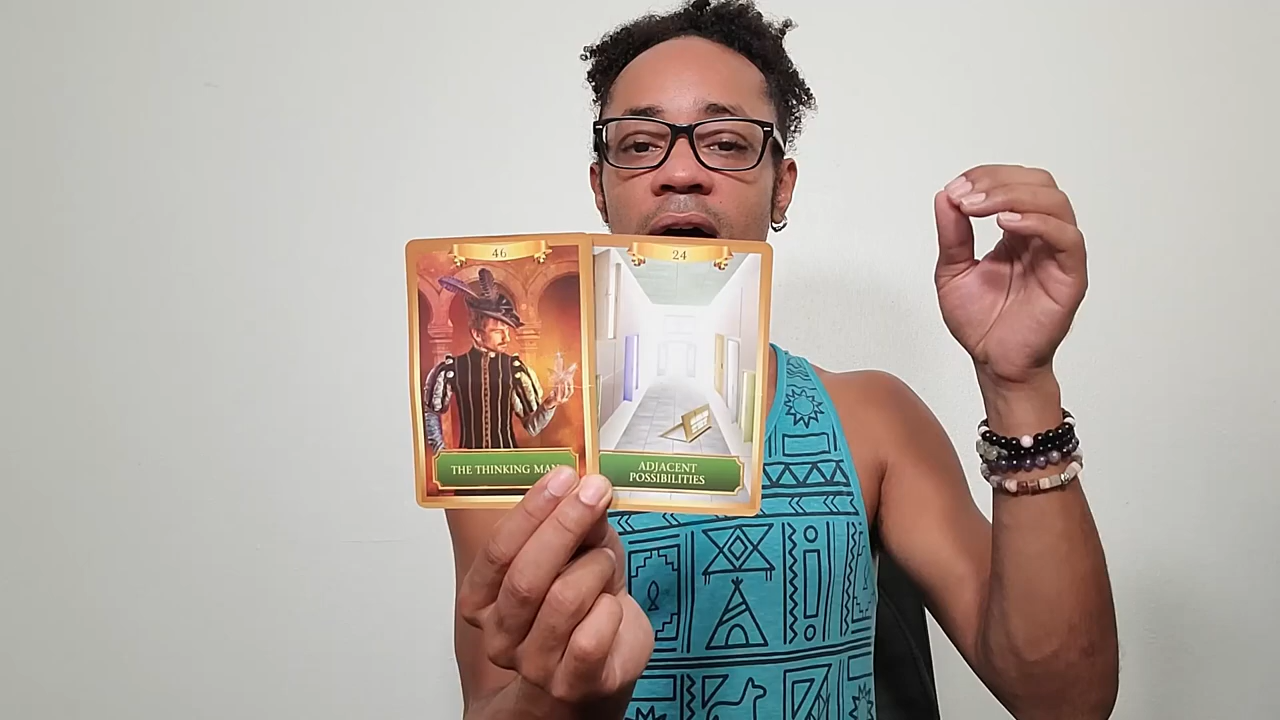 46
THE THINKING MAN
24
ADJACENT
POSSIBILITIES